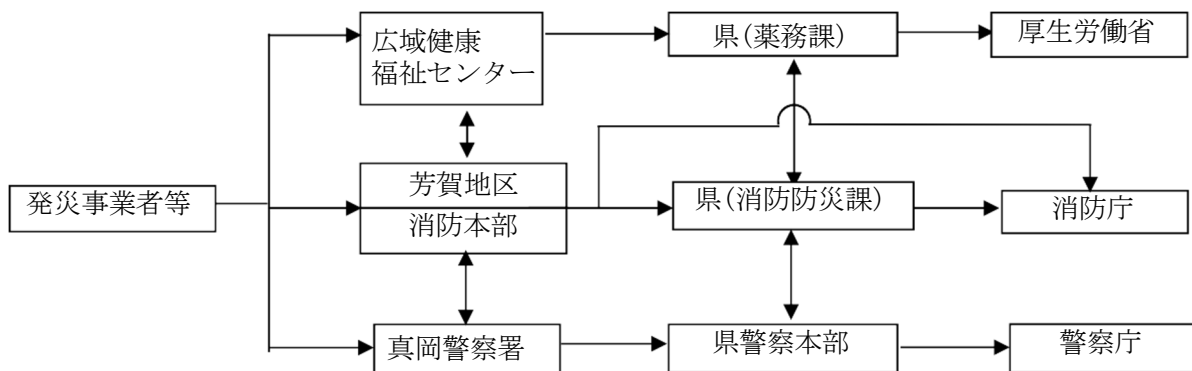 広域健康
福祉センター
県(薬務課)
厚生労働省
発災事業者等
芳賀地区
消防本部
県(消防防災課)
消防庁
真岡警察署
県警察本部
警察庁